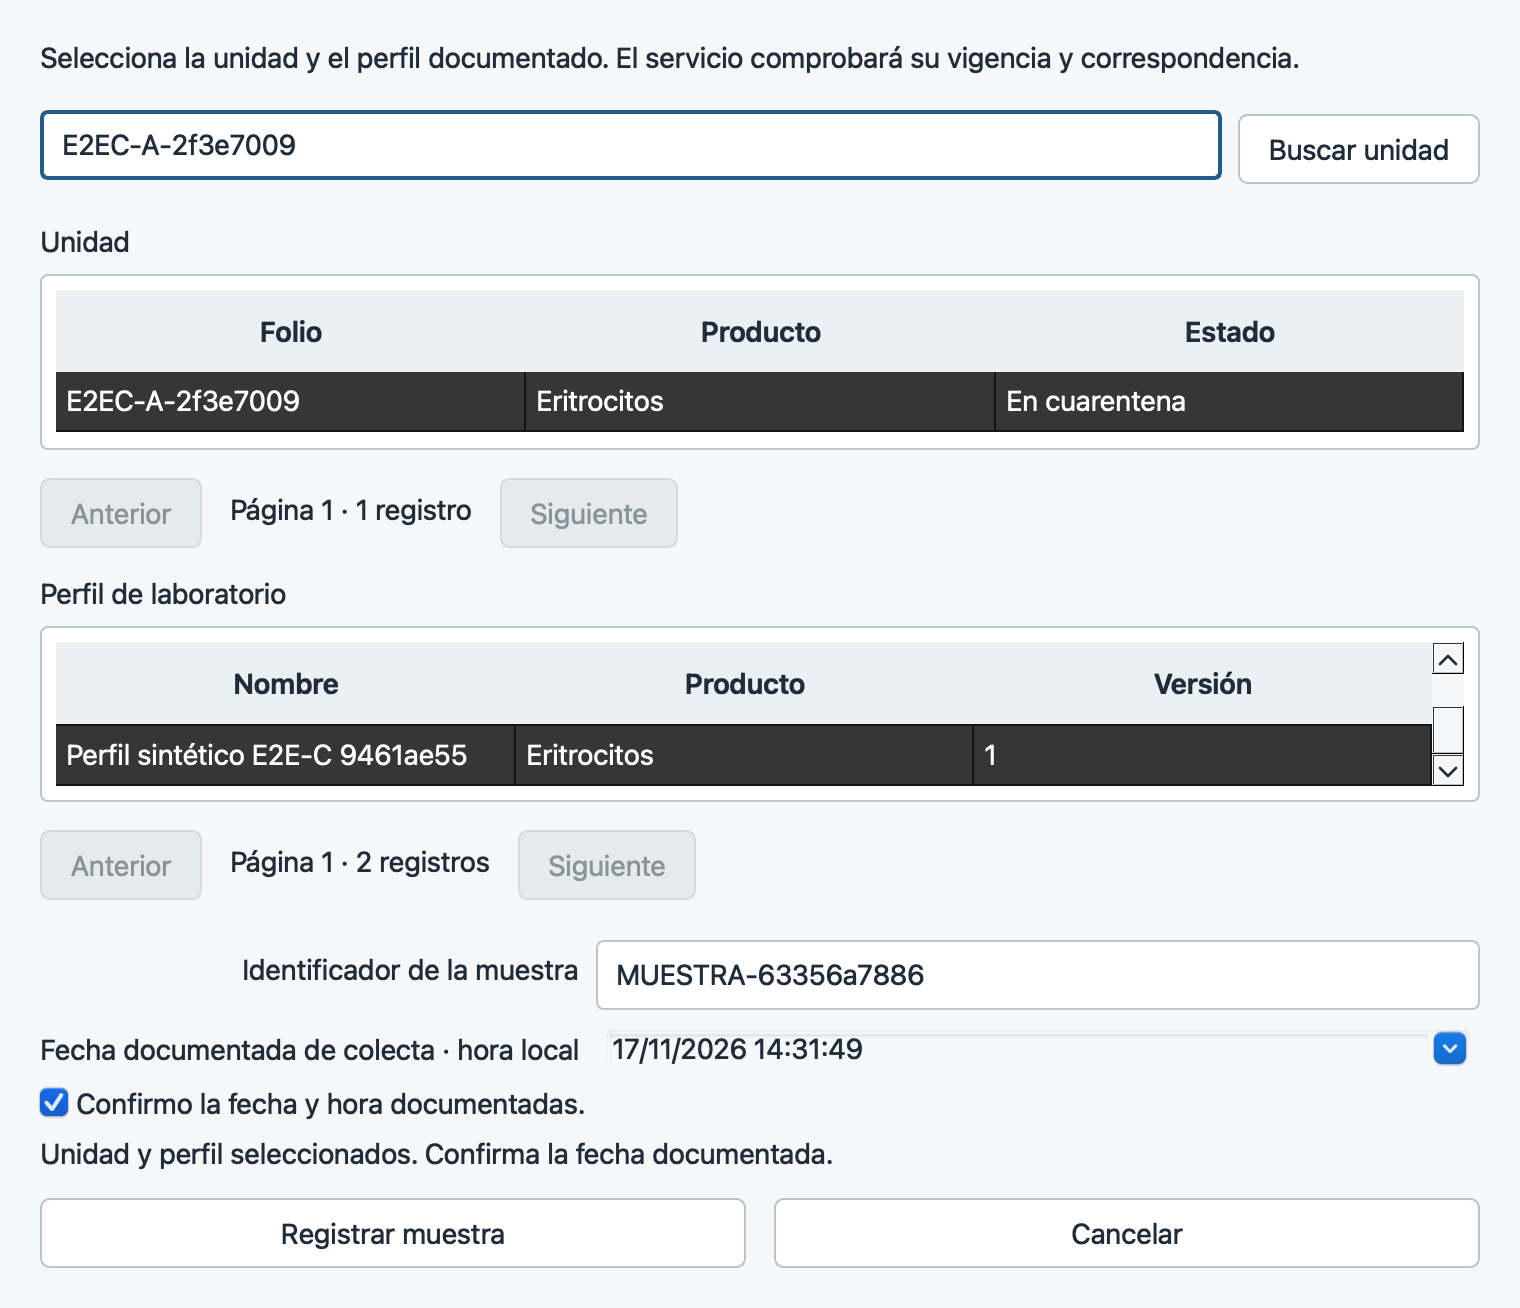 Selecciona la unidad y el perfil documentado. El servicio comprobará su vigencia y correspondencia.
E2EC-A-2f3e7009
Buscar unidad
Unidad
Folio Producto Estado
E2EC-A-2f3e7009 Eritrocitos En cuarentena
Anterior Página 1 · 1 registro Siguiente
Perfil de laboratorio
Nombre Producto Versión
Perfil sintético E2E-C 9461ae55 Eritrocitos 1
Anterior Página 1 · 2 registros Siguiente
Identificador de la muestra MUESTRA-63356a7886
Fecha documentada de colecta · hora local 17/11/2026 14:31:49
Confirmo la fecha y hora documentadas.
Unidad y perfil seleccionados. Confirma la fecha documentada.
Registrar muestra Cancelar